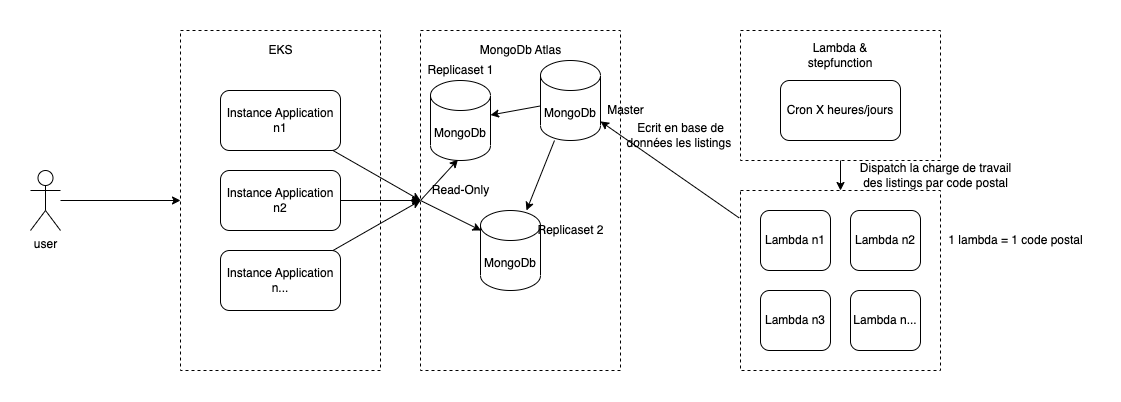 user
EKS
Instance Application
n1
Instance Application
n2
Instance Application
n...
MongoDb Atlas
Replicaset 1
MongoDb
MongoDb
Master
Read-Only
Replicaset 2
MongoDb
Ecrit en base de
données les listings
Lambda &
stepfunction
Cron X heures/jours
Dispatch la charge de travail
des listings par code postal
Lambda n1
Lambda n2
1 lambda = 1 code postal
Lambda n3
Lambda n...